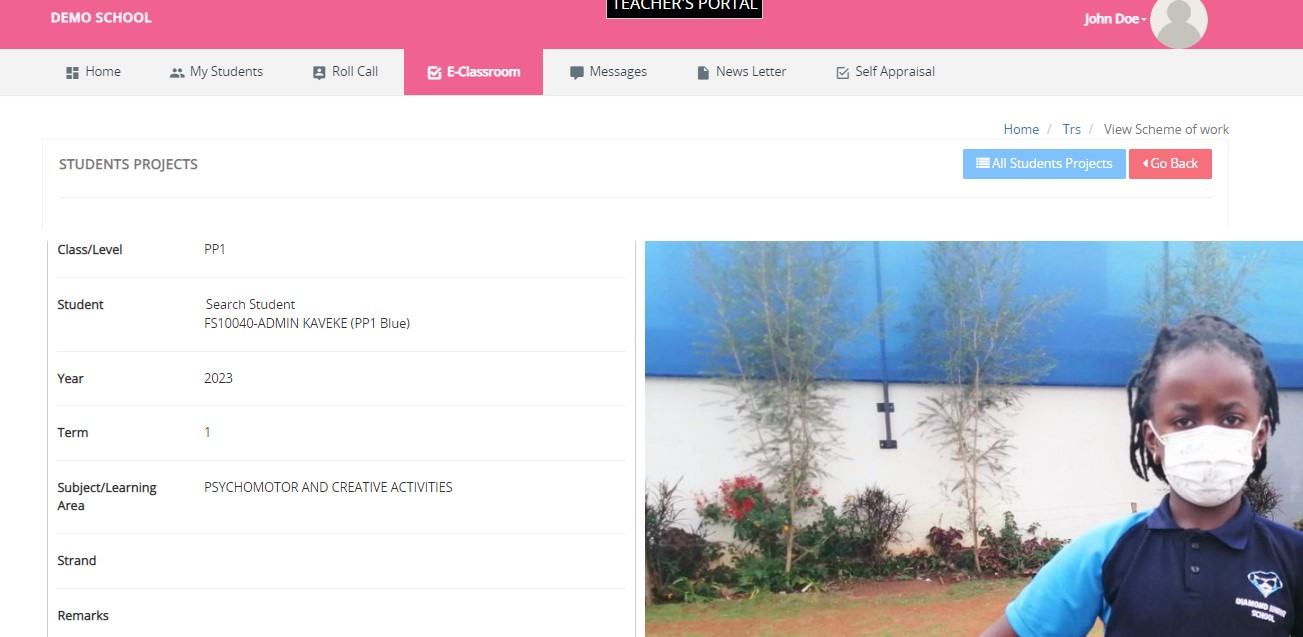 DEMO SCHOOL
TEACHER'S PORTAL
John Doe
Home
My Students
Roll Call
E-Classroom
Messages
News Letter
Self Appraisal
Home / Trs / View Scheme of work
STUDENTS PROJECTS
All Students Projects
Go Back
Class/Level PP1
Student Search Student
FS10040-ADMIN KAVEKE (PP1 Blue)
Year 2023
Term 1
Subject/Learning PSYCHOMOTOR AND CREATIVE ACTIVITIES
Area
Strand
Remarks
DIAMOND JUNIOR
SCHOOL